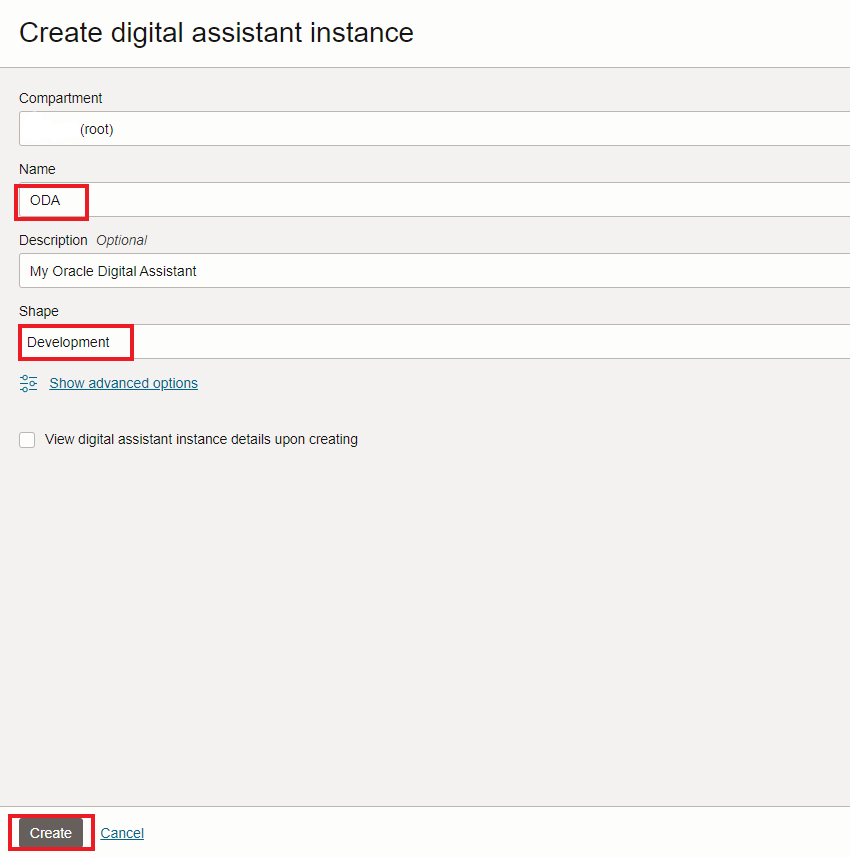 Create digital assistant instance
Compartment
(root)
Name
ODA
Description Optional
My Oracle Digital Assistant
Shape
Development
Show advanced options
View digital assistant instance details upon creating
Create Cancel